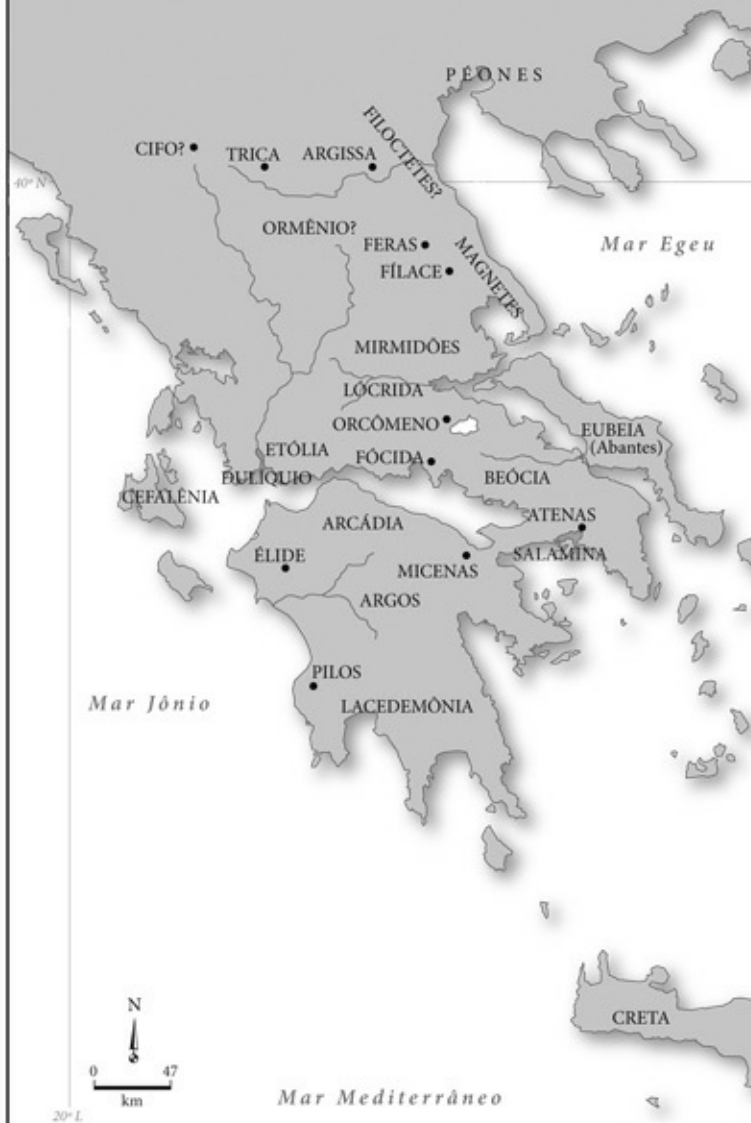 PÉONES
FILOCTETES?
CIFO?
TRICA
ARGISSA
40º N
ORMÊNIO?
FERAS
MAGNETES
Mar Egeu
FÍLACE
MIRMIDÕES
LÓCRIDA
ORCÔMENO
EUBEIA
(Abantes)
ETÓLIA
FÓCIDA
DULÍQUIO
BEÓCIA
CEFALÊNIA
ARCÁDIA
ATENAS
ÉLIDE
MICENAS
SALAMINA
ARGOS
PILOS
Mar Jônio
LACEDEMÔNIA
N
0 47
km
CRETA
Mar Mediterrâneo
20º L